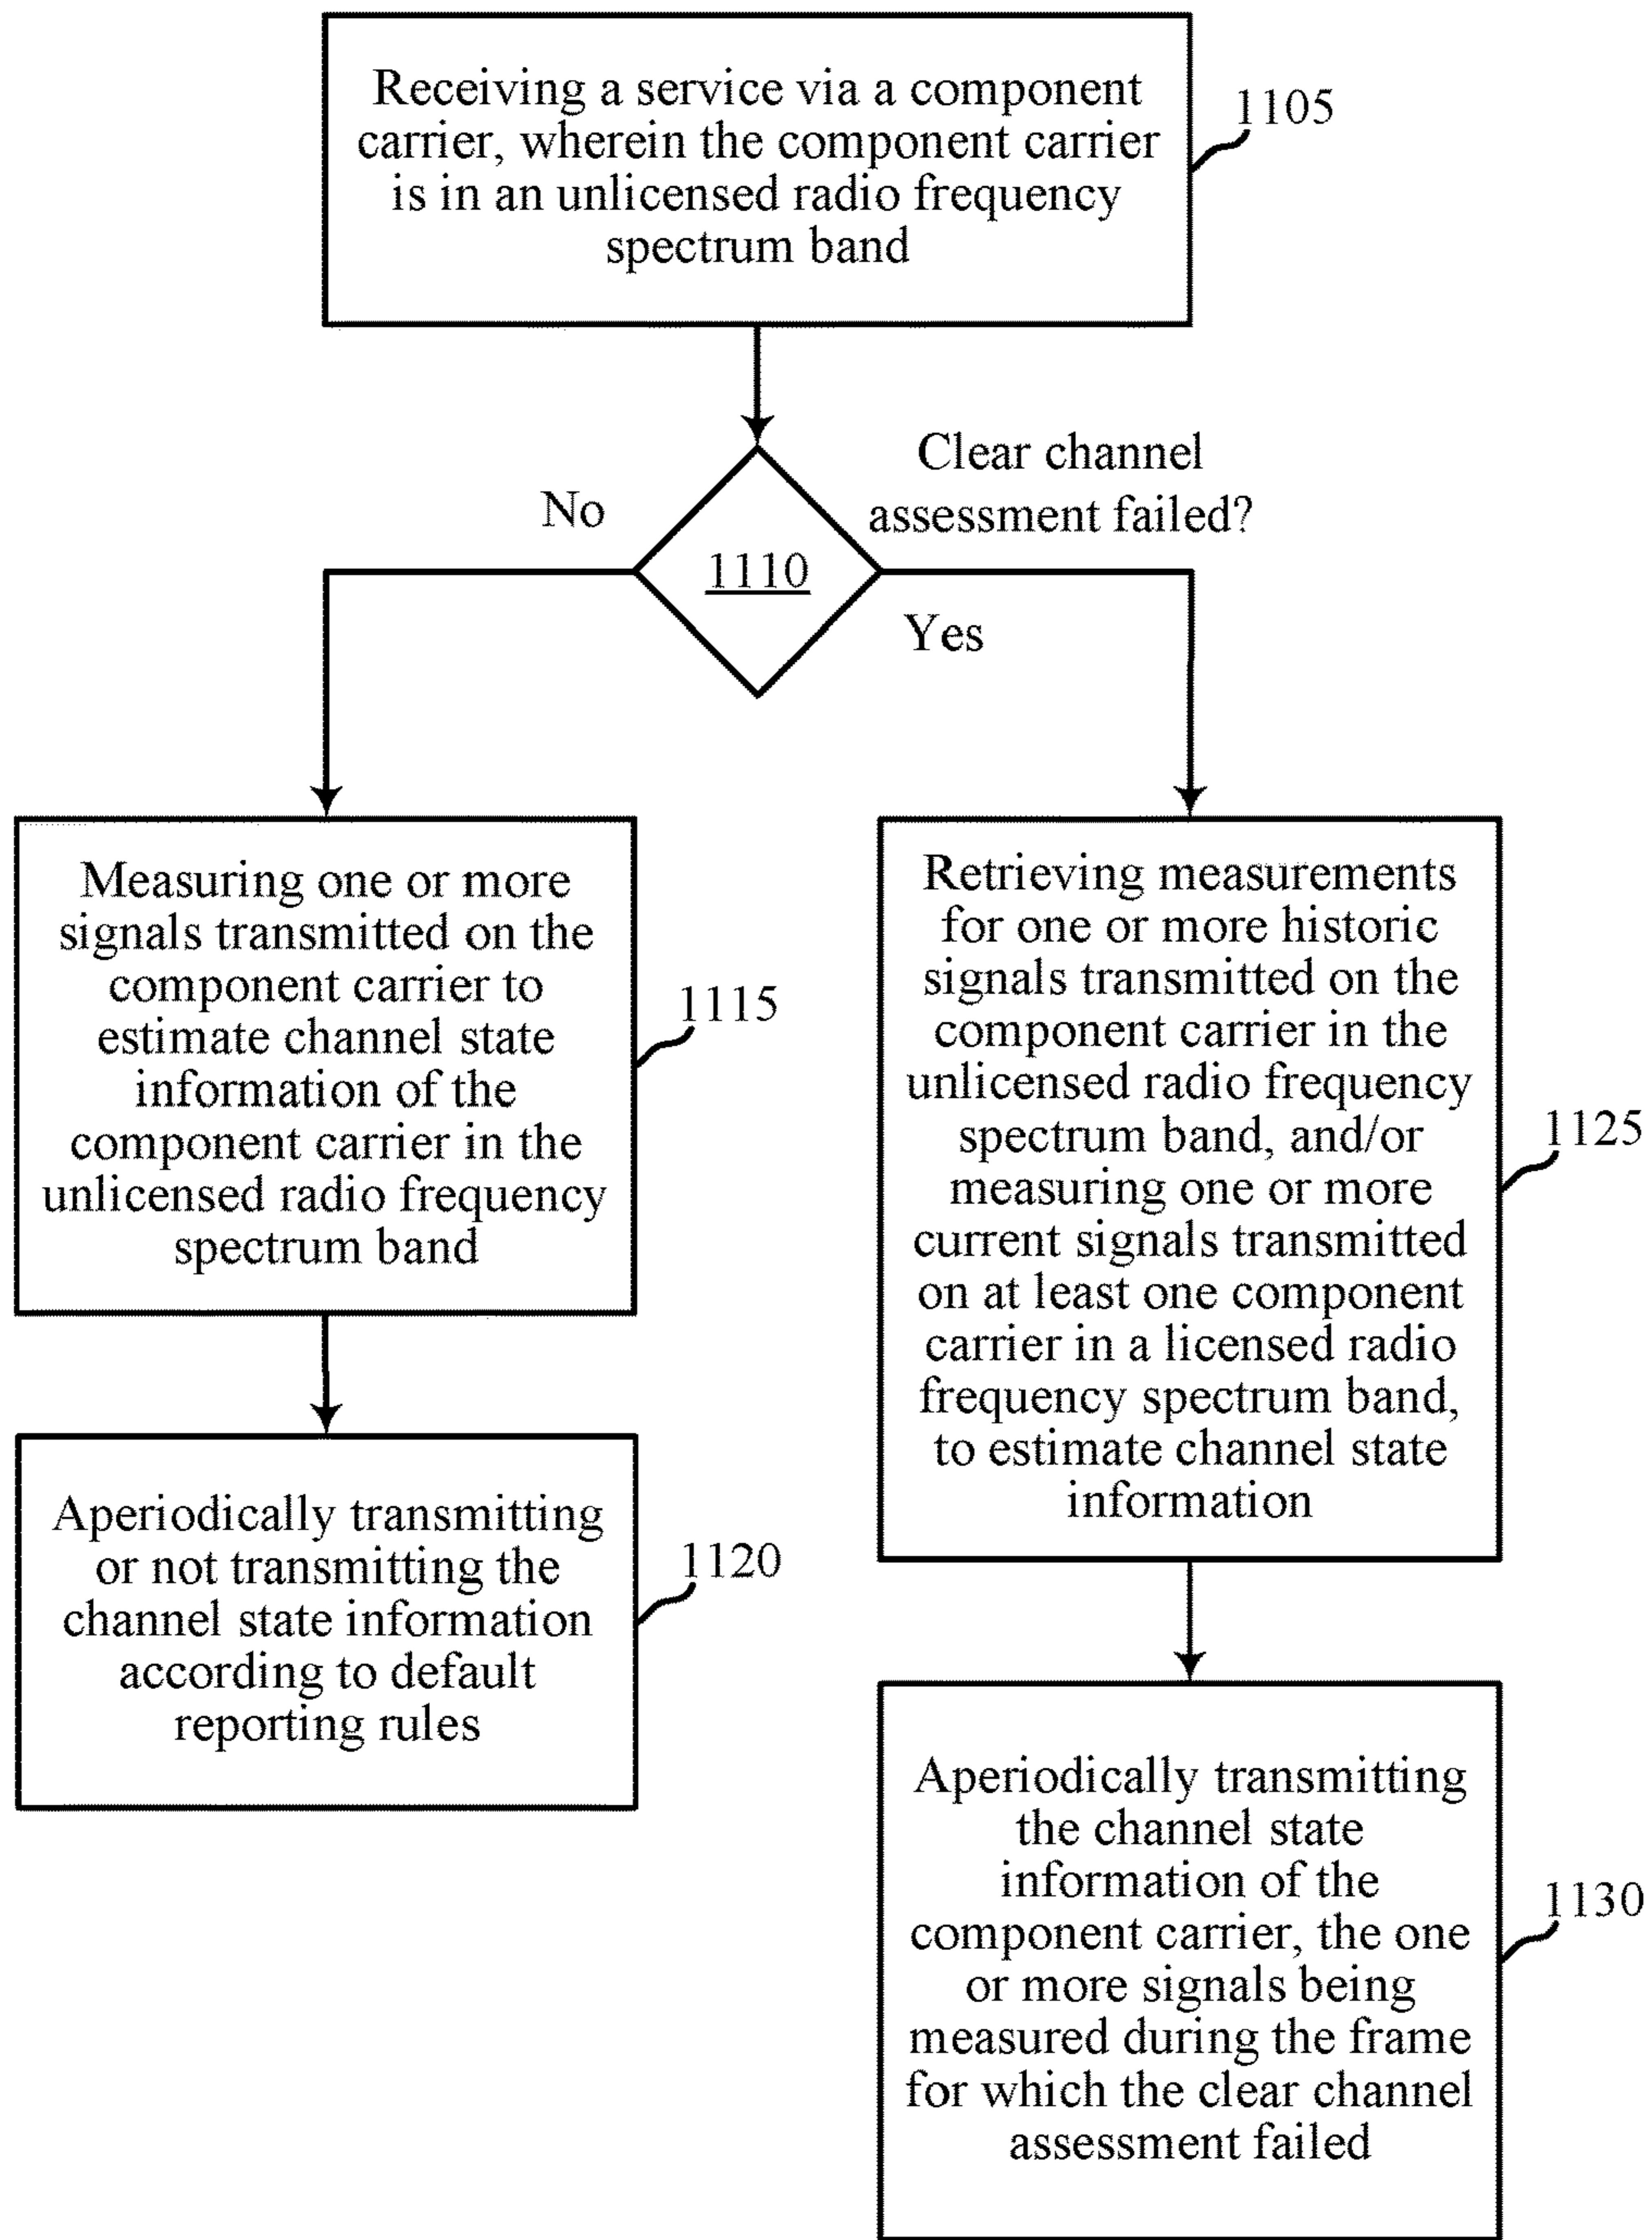 Receiving a service via a component
carrier, wherein the component carrier
is in an unlicensed radio frequency
spectrum band
1105
Clear channel
assessment failed?
No
1110
Yes
Measuring one or more
signals transmitted on the
component carrier to
estimate channel state
information of the
component carrier in the
unlicensed radio frequency
spectrum band
1115
Retrieving measurements
for one or more historic
signals transmitted on the
component carrier in the
unlicensed radio frequency
spectrum band, and/or
measuring one or more
current signals transmitted
on at least one component
carrier in a licensed radio
frequency spectrum band,
to estimate channel state
information
1125
Aperiodically transmitting
or not transmitting the
channel state information
according to default
reporting rules
1120
Aperiodically transmitting
the channel state
information of the
component carrier, the one
or more signals being
measured during the frame
for which the clear channel
assessment failed
1130